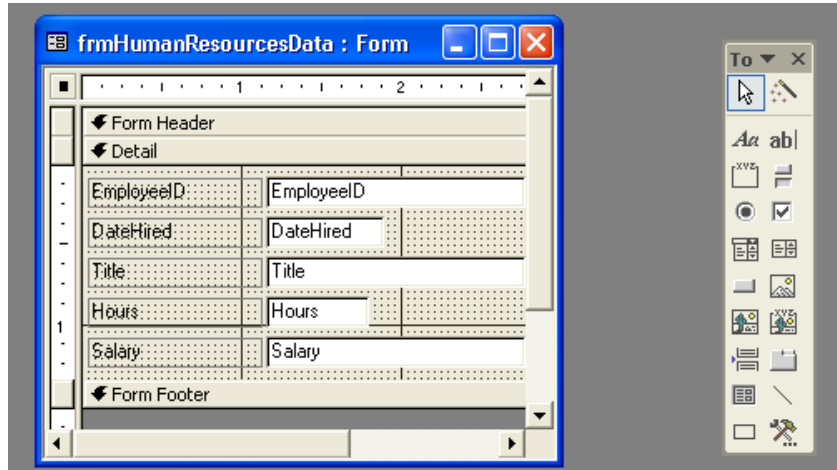 frmHumanResourcesData : Form
1 2
Form Header
Detail
EmployeeID EmployeeID
DateHired DateHired
Title Title
Hours Hours
1
Salary Salary
Form Footer
To
Aa ab|
XYZ
XYZ